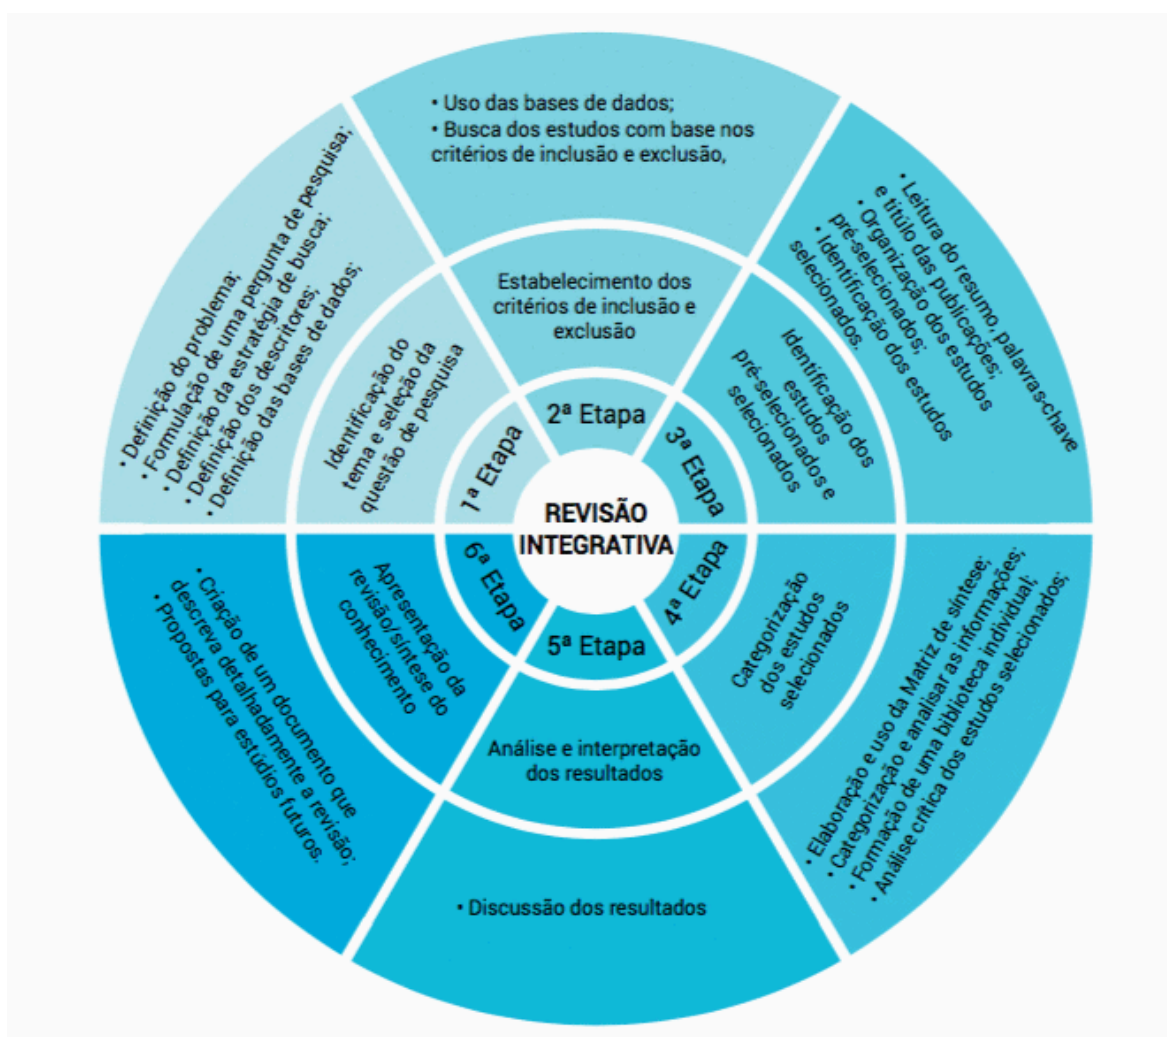 REVISÃO
INTEGRATIVA
1ª Etapa
Identificação do
tema e seleção da
questão de pesquisa
• Definição do problema;
• Formulação de uma pergunta de pesquisa;
• Definição da estratégia de busca;
• Definição dos descritores;
• Definição das bases de dados;
2ª Etapa
Estabelecimento dos
critérios de inclusão e
exclusão
• Uso das bases de dados;
• Busca dos estudos com base nos
critérios de inclusão e exclusão,
3ª Etapa
Identificação dos
estudos
pré-selecionados e
selecionados
• Leitura do resumo, palavras-chave
e titúlo das publicações;
• Organização dos estudos
pré-selecionados;
• Identificação dos estudos
selecionados.
4ª Etapa
Categorização
dos estudos
selecionados
• Elaboração e uso da Matriz de síntese;
• Categorização e analisar as informações;
• Formação de uma biblioteca individual;
• Análise crítica dos estudos selecionados;
5ª Etapa
Análise e interpretação
dos resultados
• Discussão dos resultados
6ª Etapa
Apresentação da
revisão/síntese do
conhecimento
• Criação de um documento que
descreva detalhadamente a revisão;
• Propostas para estúdios futuros.